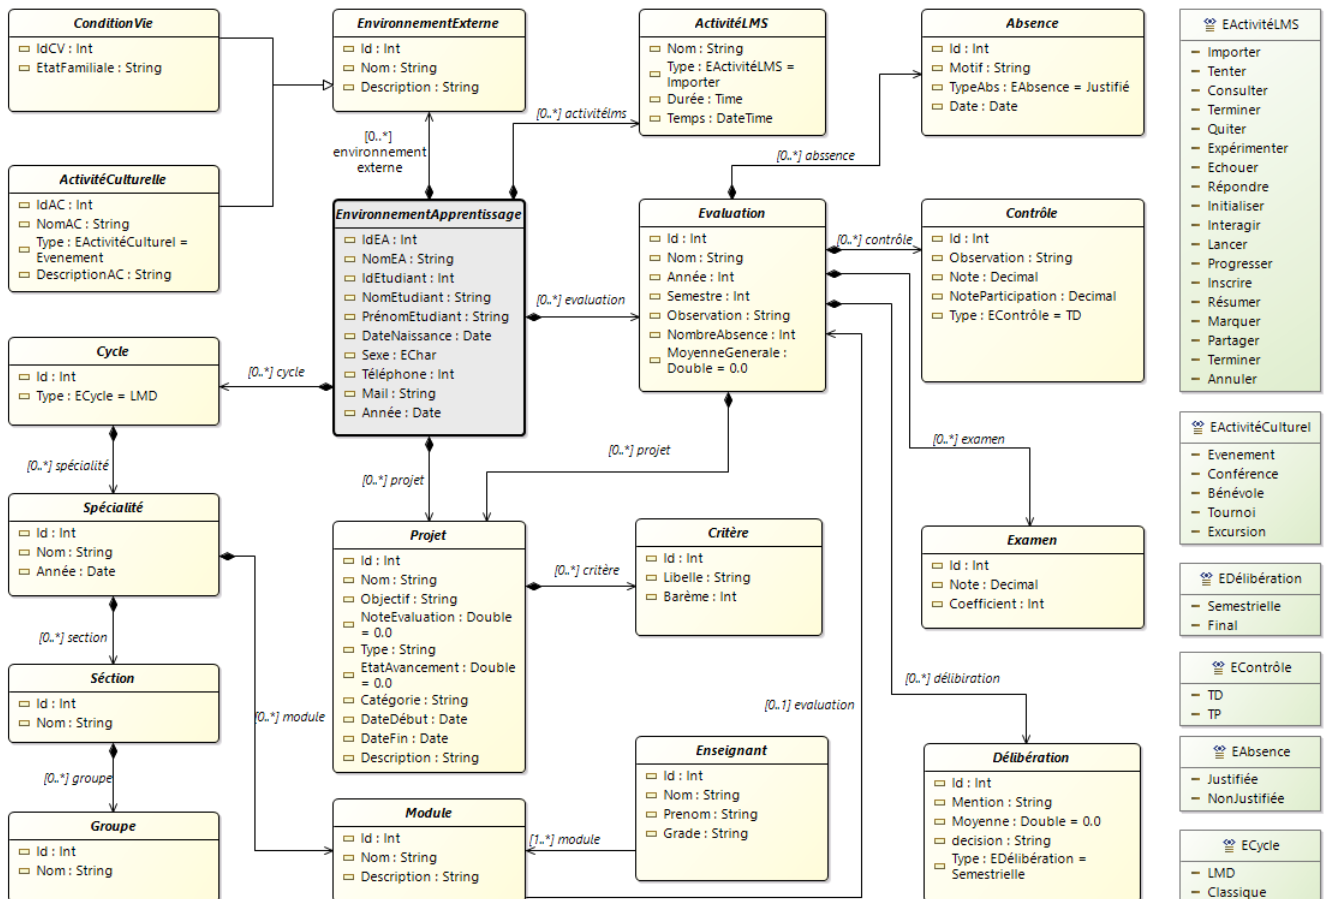 ConditionVie
IdCV : Int
EtatFamiliale : String
EnvironnementExterne
Id : Int
Nom : String
Description : String
ActivitéLMS
Nom : String
Type : EActivitéLMS =
Importer
Durée : Time
Temps : DateTime
Absence
Id : Int
Motif : String
TypeAbs : EAbsence = Justifié
Date : Date
EActivitéLMS
Importer
Tenter
Consulter
Terminer
Quiter
Expérimenter
Echouer
Répondre
Initialiser
Interagir
Lancer
Progresser
Inscrire
Résumer
Marquer
Partager
Terminer
Annuler
[0..*]
environnement
externe
[0..*] activitélms
[0..*] abssence
ActivitéCulturelle
IdAC : Int
NomAC : String
Type : EActivitéCulturel =
Evenement
DescriptionAC : String
EnvironnementApprentissage
IdEA : Int
NomEA : String
IdEtudiant : Int
NomEtudiant : String
PrénomEtudiant : String
DateNaissance : Date
Sexe : EChar
Téléphone : Int
Mail : String
Année : Date
[0..*] evaluation
Evaluation
Id : Int
Nom : String
Année : Int
Semestre : Int
Observation : String
NombreAbsence : Int
MoyenneGenerale :
Double = 0.0
[0..*] contrôle
Contrôle
Id : Int
Observation : String
Note : Decimal
NoteParticipation : Decimal
Type : EContrôle = TD
Cycle
Id : Int
Type : ECycle = LMD
[0..*] cycle
[0..*] spécialité
[0..*] projet
[0..*] projet
[0..*] examen
EActivitéCulturel
Evenement
Conférence
Bénévole
Tournoi
Excursion
Spécialité
Id : Int
Nom : String
Année : Date
[0..*] section
[0..*] module
Projet
Id : Int
Nom : String
Objectif : String
NoteEvaluation : Double
= 0.0
Type : String
EtatAvancement : Double
= 0.0
Catégorie : String
DateDébut : Date
DateFin : Date
Description : String
[0..*] critère
Critère
Id : Int
Libelle : String
Barème : Int
Examen
Id : Int
Note : Decimal
Coefficient : Int
EDélibération
Semestrielle
Final
Séction
Id : Int
Nom : String
[0..*] groupe
[0..*] délibiration
[0..1] evaluation
EContrôle
TD
TP
Enseignant
Id : Int
Nom : String
Prenom : String
Grade : String
[1..*] module
Délibération
Id : Int
Mention : String
Moyenne : Double = 0.0
decision : String
Type : EDélibération =
Semestrielle
EAbsence
Justifiée
NonJustifiée
Groupe
Id : Int
Nom : String
Module
Id : Int
Nom : String
Description : String
ECycle
LMD
Classique